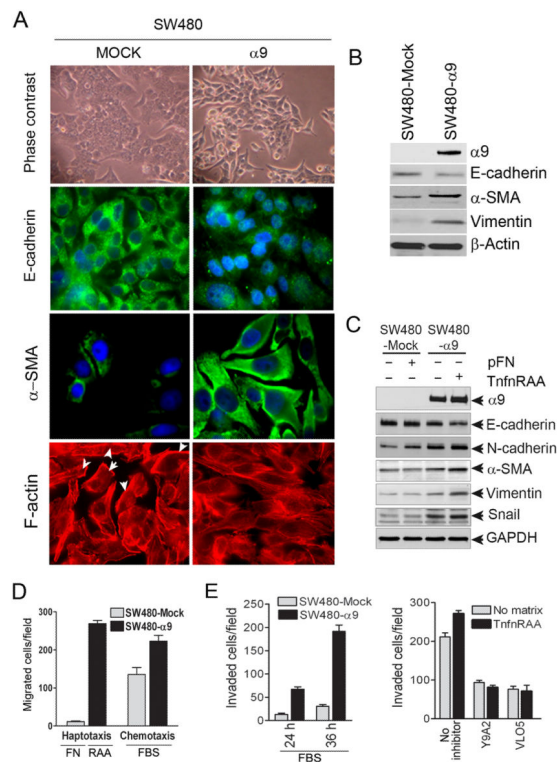 A
SW480
MOCK
α9
Phase contrast
E-cadherin
α-SMA
F-actin
B
SW480-Mock
SW480-α9
α9
E-cadherin
α-SMA
Vimentin
β-Actin
C
SW480 SW480
-Mock -α9
– + – – pFN
– – – + TnfnRAA
α9
E-cadherin
N-cadherin
α-SMA
Vimentin
Snail
GAPDH
D
Migrated cells/field
300
200
100
0
SW480-Mock
SW480-α9
Haptotaxis Chemotaxis
FN RAA FBS
E
Invaded cells/field
250
200
150
100
50
0
SW480-Mock
SW480-α9
24 h
36 h
FBS
Invaded cells/field
300
200
100
0
No matrix
TnfnRAA
No
inhibitor
Y9A2
VLO5